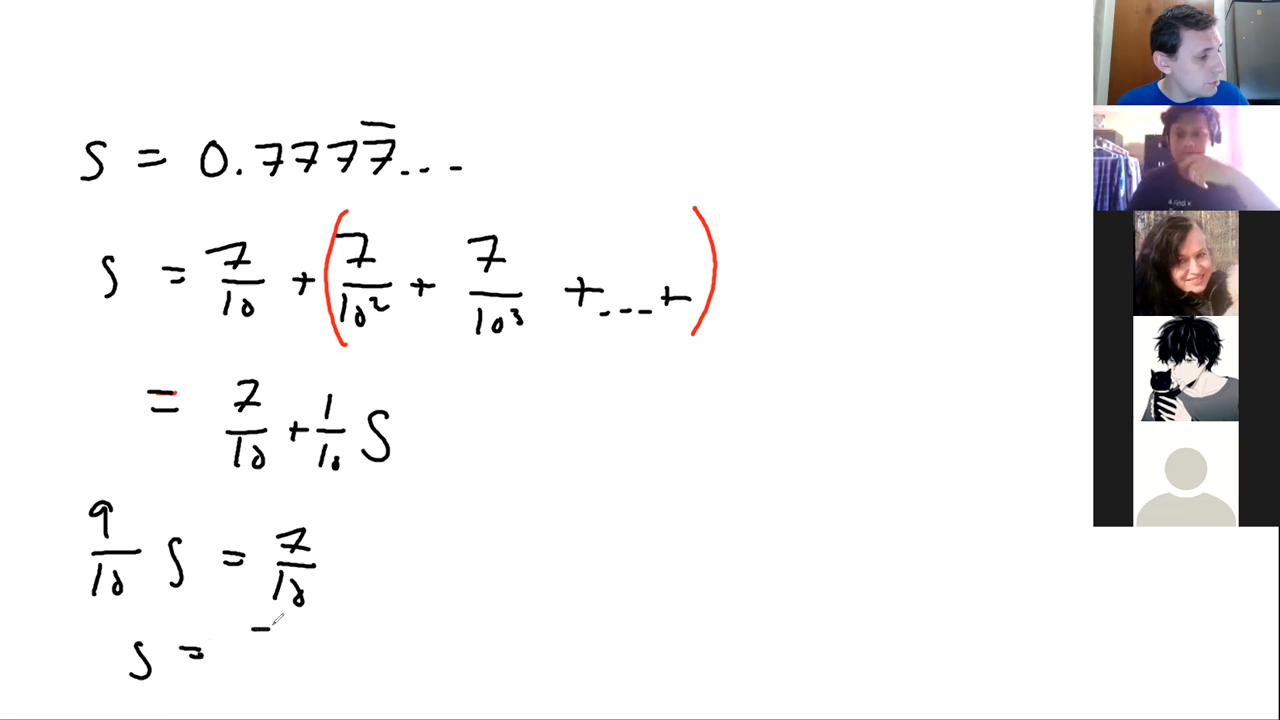 S = 0.7777̅...
S = 7/10 + (7/10² + 7/10³ + ... +)
= 7/10 + 1/10 S
9/10 S = 7/10
S =